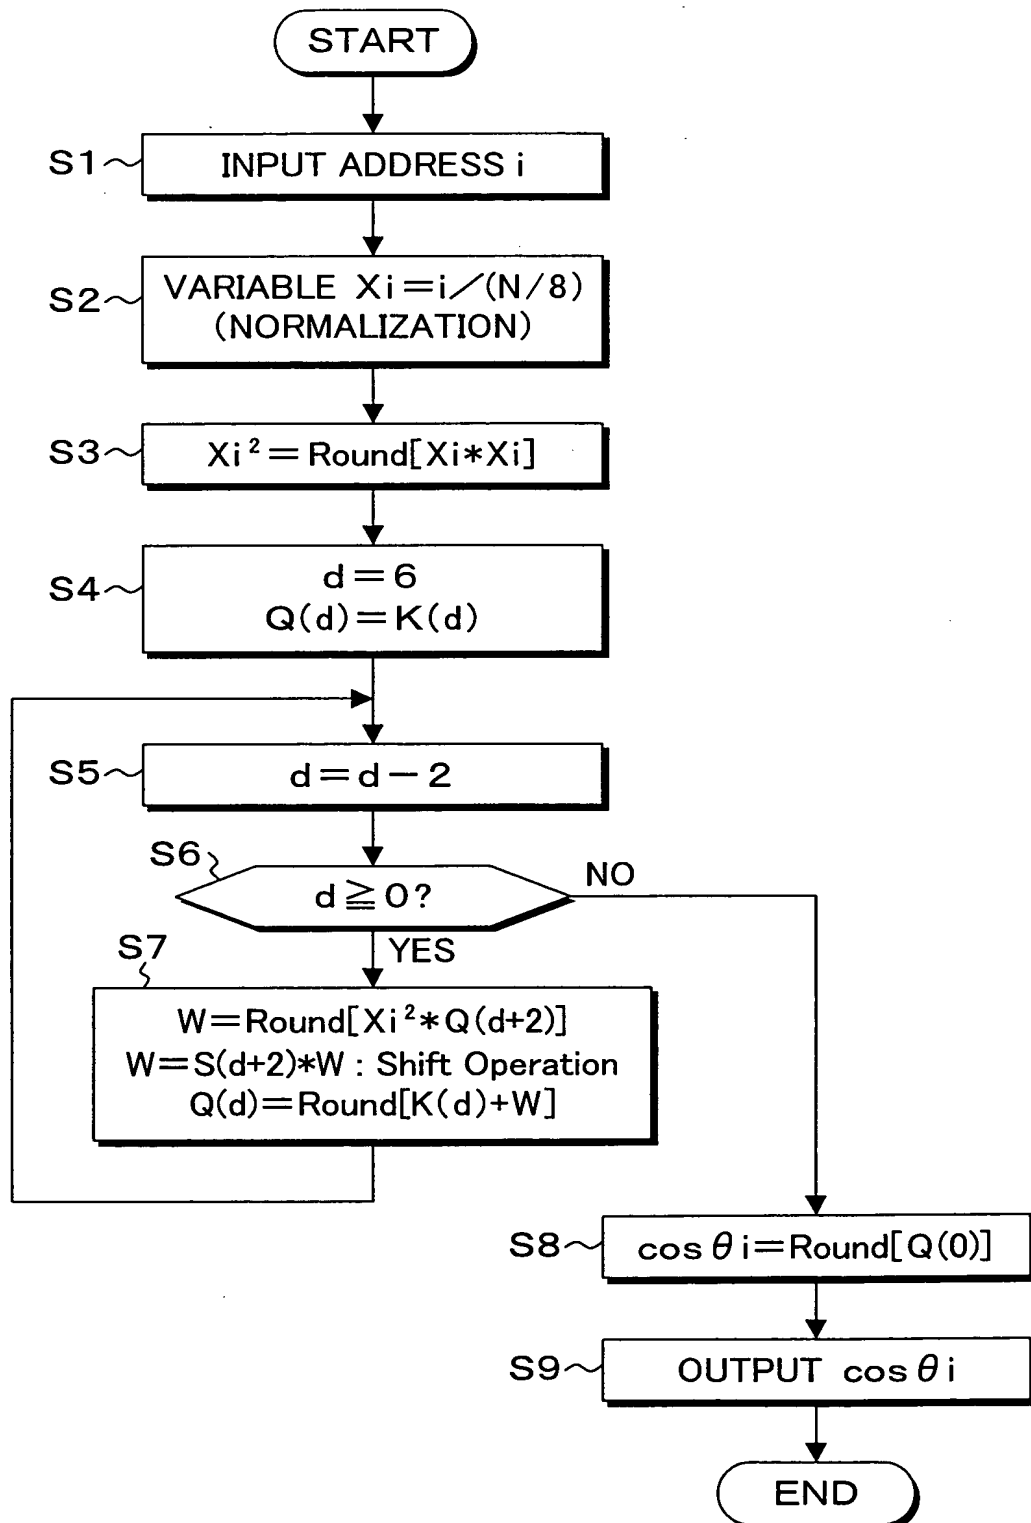 START
S1
INPUT ADDRESS i
S2
VARIABLE Xi=i/(N/8)
(NORMALIZATION)
S3
Xi²=Round[Xi*Xi]
S4
d=6
Q(d)=K(d)
S5
d=d-2
S6
d≧0?
NO
YES
S7
W=Round[Xi²*Q(d+2)]
W=S(d+2)*W : Shift Operation
Q(d)=Round[K(d)+W]
S8
cos θ i=Round[Q(0)]
S9
OUTPUT cos θ i
END